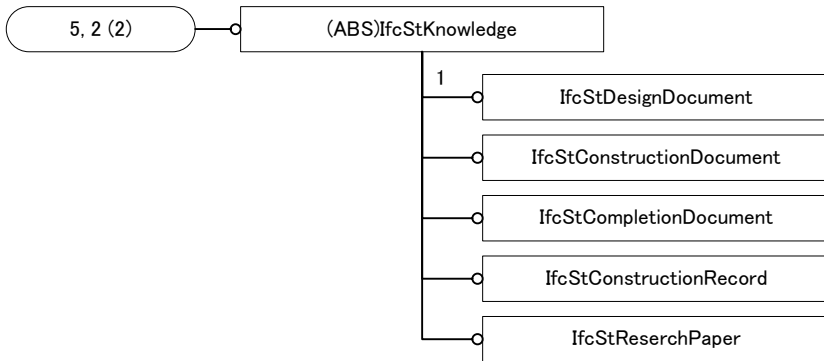 5, 2 (2)
(ABS)IfcStKnowledge
1
IfcStDesignDocument
IfcStConstructionDocument
IfcStCompletionDocument
IfcStConstructionRecord
IfcStReserchPaper